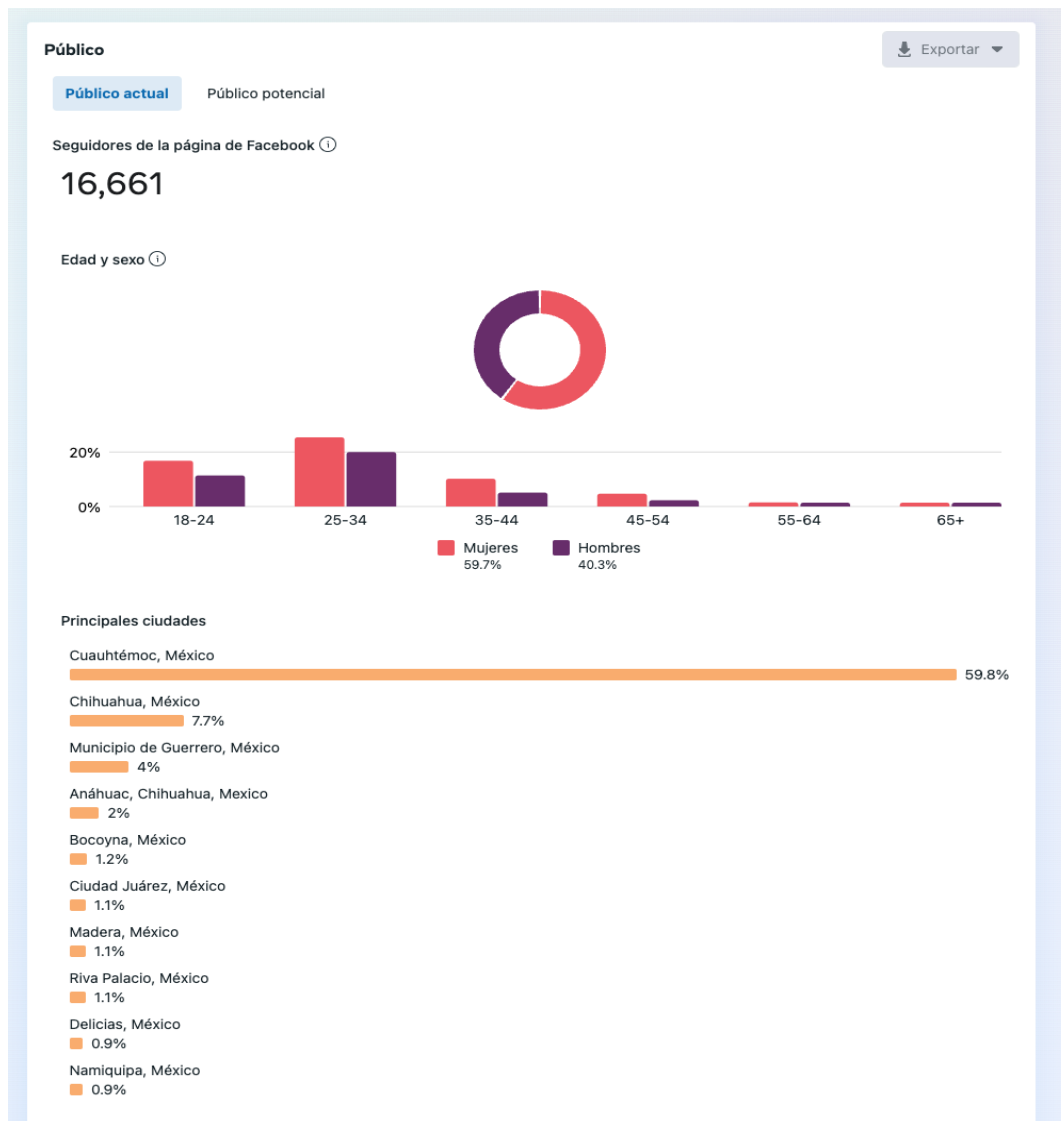 Público
Exportar
Público actual
Público potencial
Seguidores de la página de Facebook
16,661
Edad y sexo
20%
0%
18-24
25-34
35-44
45-54
55-64
65+
Mujeres
59.7%
Hombres
40.3%
Principales ciudades
Cuauhtémoc, México
59.8%
Chihuahua, México
7.7%
Municipio de Guerrero, México
4%
Anáhuac, Chihuahua, Mexico
2%
Bocoyna, México
1.2%
Ciudad Juárez, México
1.1%
Madera, México
1.1%
Riva Palacio, México
1.1%
Delicias, México
0.9%
Namiquipa, México
0.9%